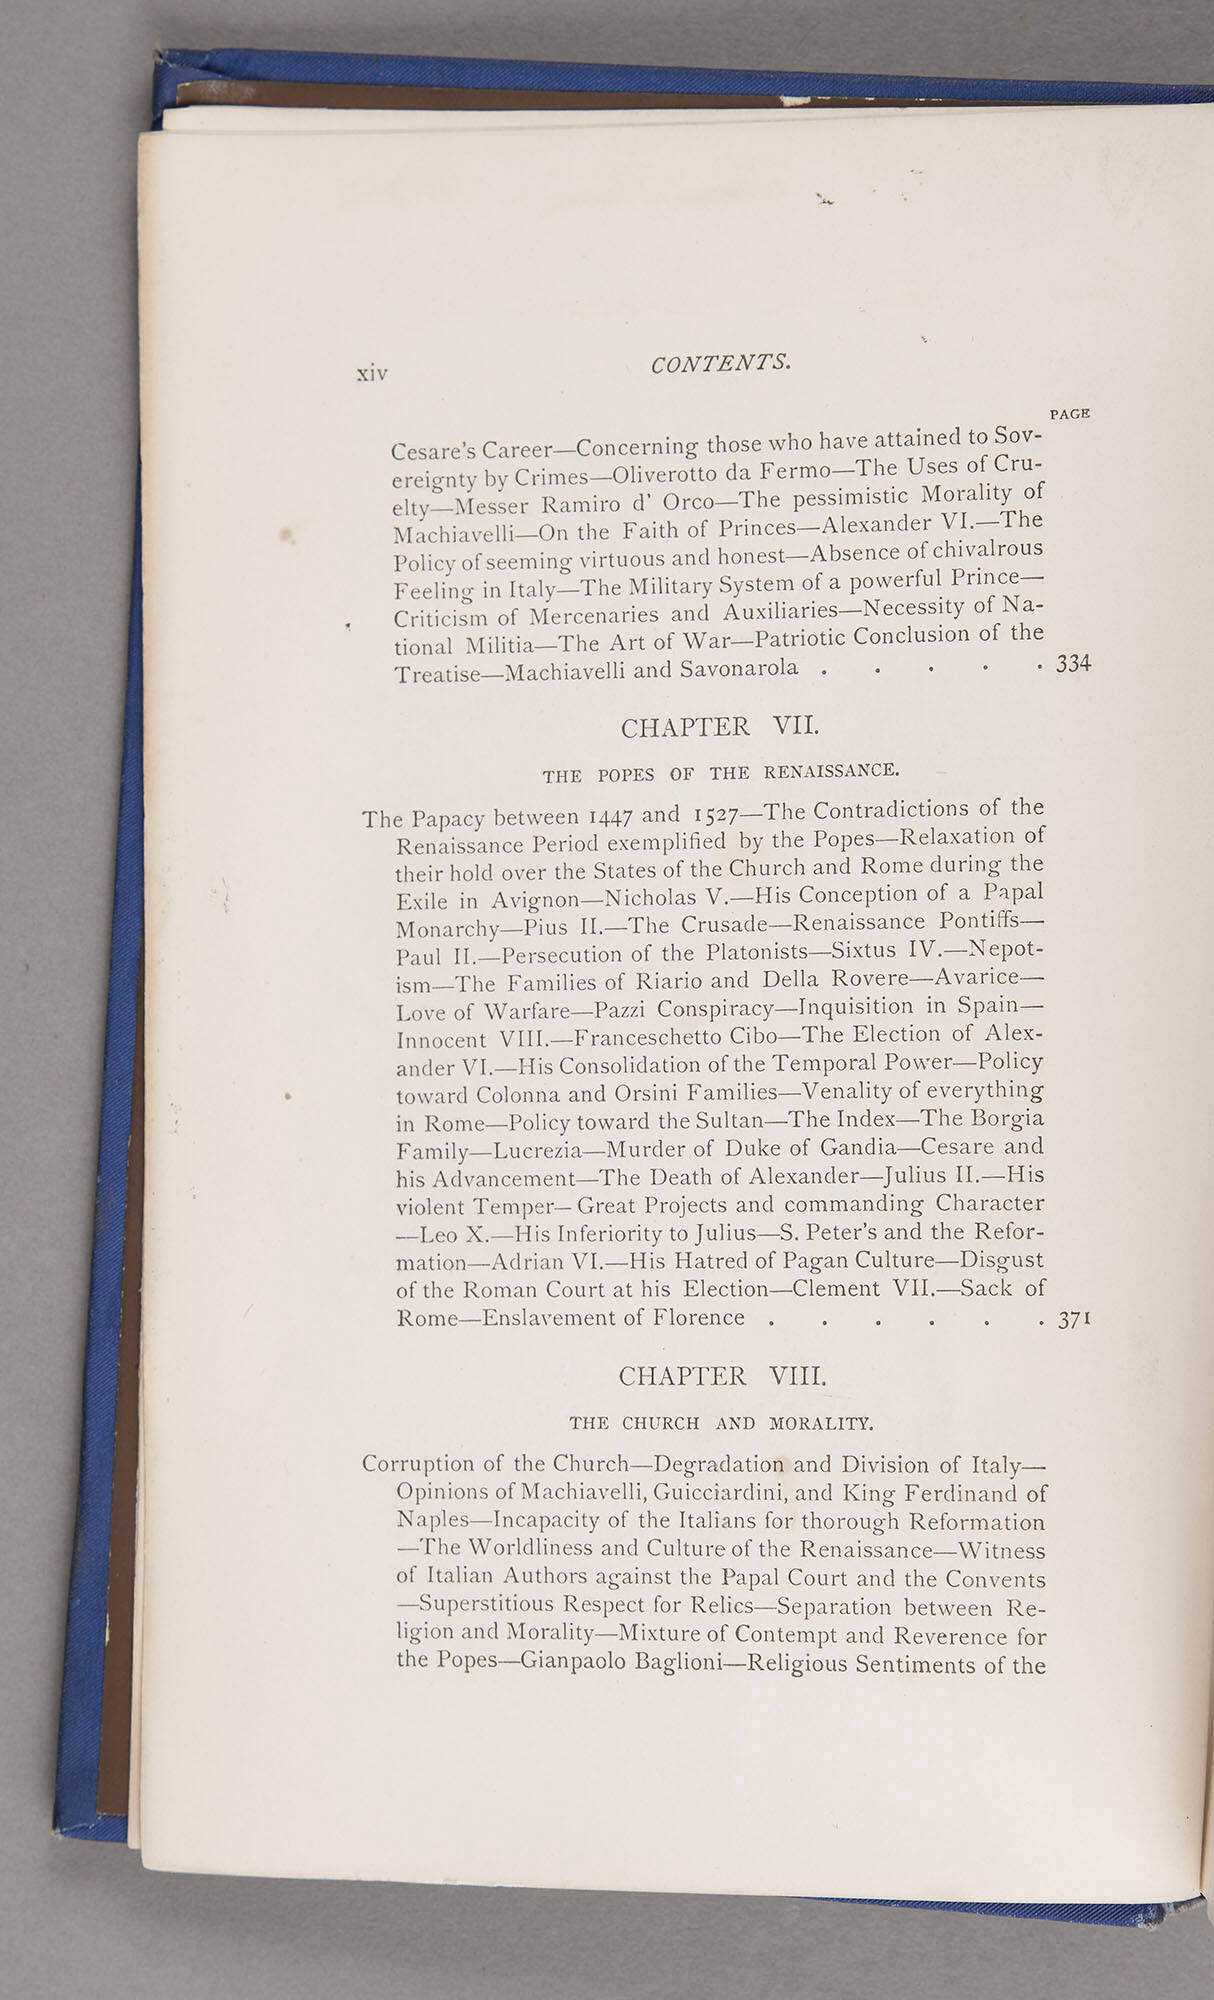 xiv
CONTENTS.
PAGE
Cesare's Career—Concerning those who have attained to Sov-
ereignty by Crimes—Oliverotto da Fermo—The Uses of Cru-
elty—Messer Ramiro d' Orco—The pessimistic Morality of
Machiavelli—On the Faith of Princes—Alexander VI.—The
Policy of seeming virtuous and honest—Absence of chivalrous
Feeling in Italy—The Military System of a powerful Prince—
Criticism of Mercenaries and Auxiliaries—Necessity of Na-
tional Militia—The Art of War—Patriotic Conclusion of the
Treatise—Machiavelli and Savonarola . . . . . 334
CHAPTER VII.
THE POPES OF THE RENAISSANCE.
The Papacy between 1447 and 1527—The Contradictions of the
Renaissance Period exemplified by the Popes—Relaxation of
their hold over the States of the Church and Rome during the
Exile in Avignon—Nicholas V.—His Conception of a Papal
Monarchy—Pius II.—The Crusade—Renaissance Pontiffs—
Paul II.—Persecution of the Platonists—Sixtus IV.—Nepot-
ism—The Families of Riario and Della Rovere—Avarice—
Love of Warfare—Pazzi Conspiracy—Inquisition in Spain—
Innocent VIII.—Franceschetto Cibo—The Election of Alex-
ander VI.—His Consolidation of the Temporal Power—Policy
toward Colonna and Orsini Families—Venality of everything
in Rome—Policy toward the Sultan—The Index—The Borgia
Family—Lucrezia—Murder of Duke of Gandia—Cesare and
his Advancement—The Death of Alexander—Julius II.—His
violent Temper—Great Projects and commanding Character
—Leo X.—His Inferiority to Julius—S. Peter's and the Refor-
mation—Adrian VI.—His Hatred of Pagan Culture—Disgust
of the Roman Court at his Election—Clement VII.—Sack of
Rome—Enslavement of Florence . . . . . . 371
CHAPTER VIII.
THE CHURCH AND MORALITY.
Corruption of the Church—Degradation and Division of Italy—
Opinions of Machiavelli, Guicciardini, and King Ferdinand of
Naples—Incapacity of the Italians for thorough Reformation
—The Worldliness and Culture of the Renaissance—Witness
of Italian Authors against the Papal Court and the Convents
—Superstitious Respect for Relics—Separation between Re-
ligion and Morality—Mixture of Contempt and Reverence for
the Popes—Gianpaolo Baglioni—Religious Sentiments of the